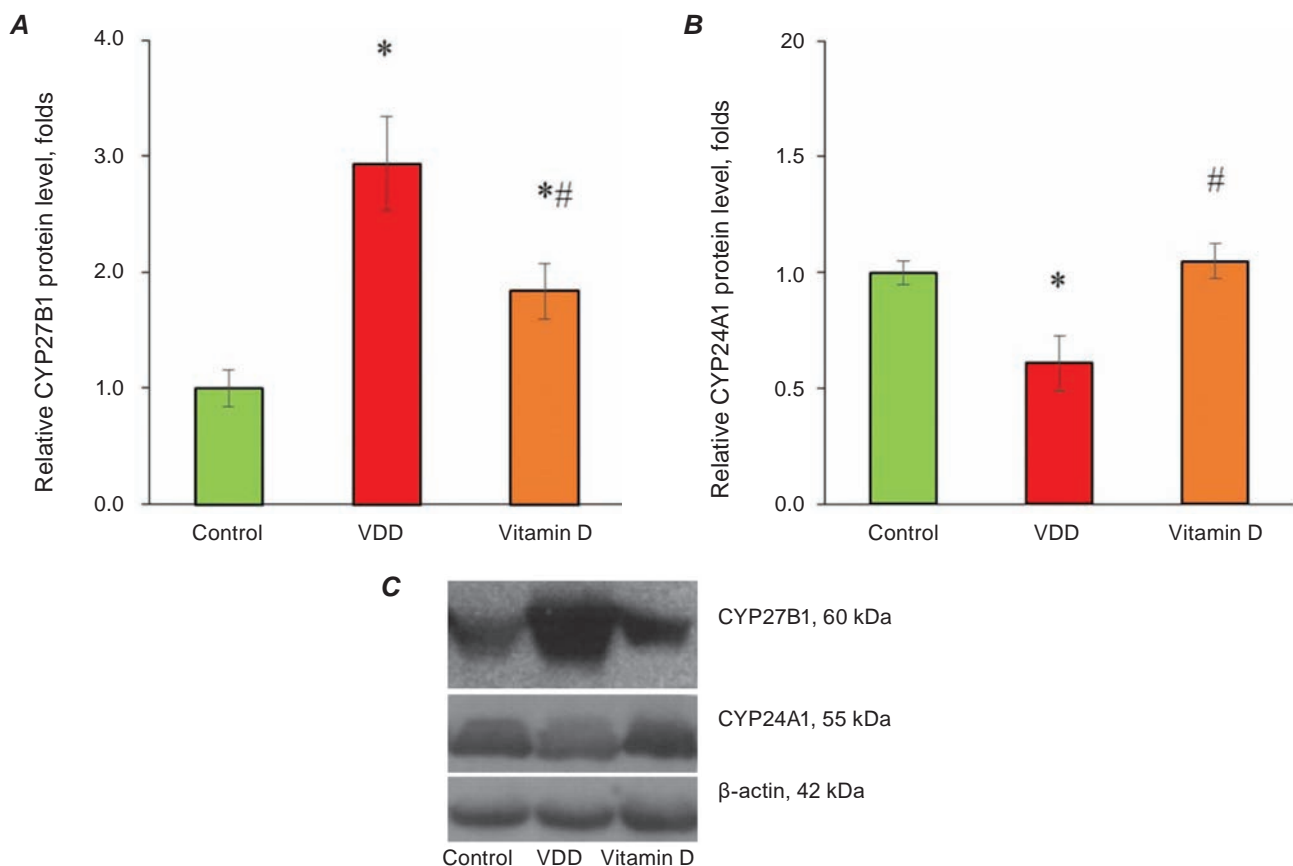 A
Relative CYP27B1 protein level, folds
4.0
3.0
2.0
1.0
0.0
*
*#
Control VDD Vitamin D
B
Relative CYP24A1 protein level, folds
20
1.5
1.0
0.5
0.0
*
#
Control VDD Vitamin D
C
CYP27B1, 60 kDa
CYP24A1, 55 kDa
β-actin, 42 kDa
Control VDD Vitamin D